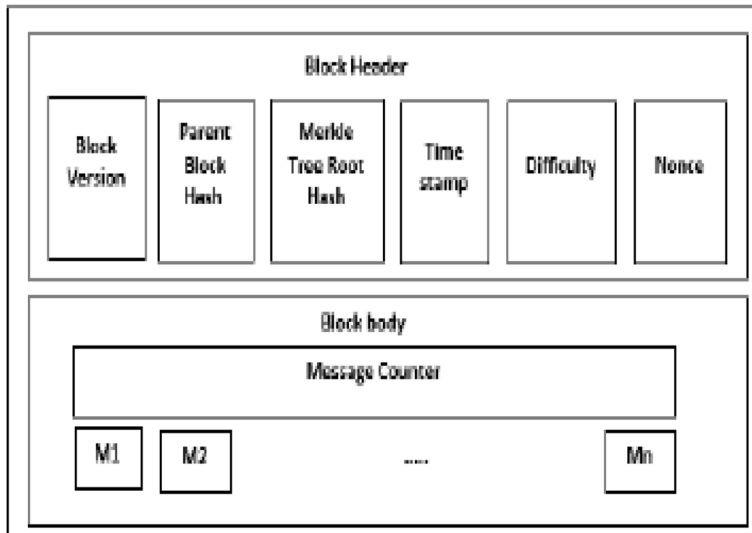 Block Header
Block
Version
Parent
Block
Hash
Merkle
Tree Root
Hash
Time
stamp
Difficulty
Nonce
Block body
Message Counter
M1
M2
.....
Mn